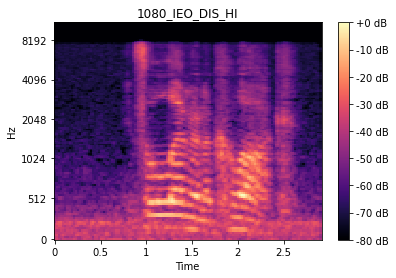 1080_IEO_DIS_HI
8192
4096
2048
1024
512
0
Hz
0
0.5
1
1.5
2
2.5
Time
+0 dB
-10 dB
-20 dB
-30 dB
-40 dB
-50 dB
-60 dB
-70 dB
-80 dB